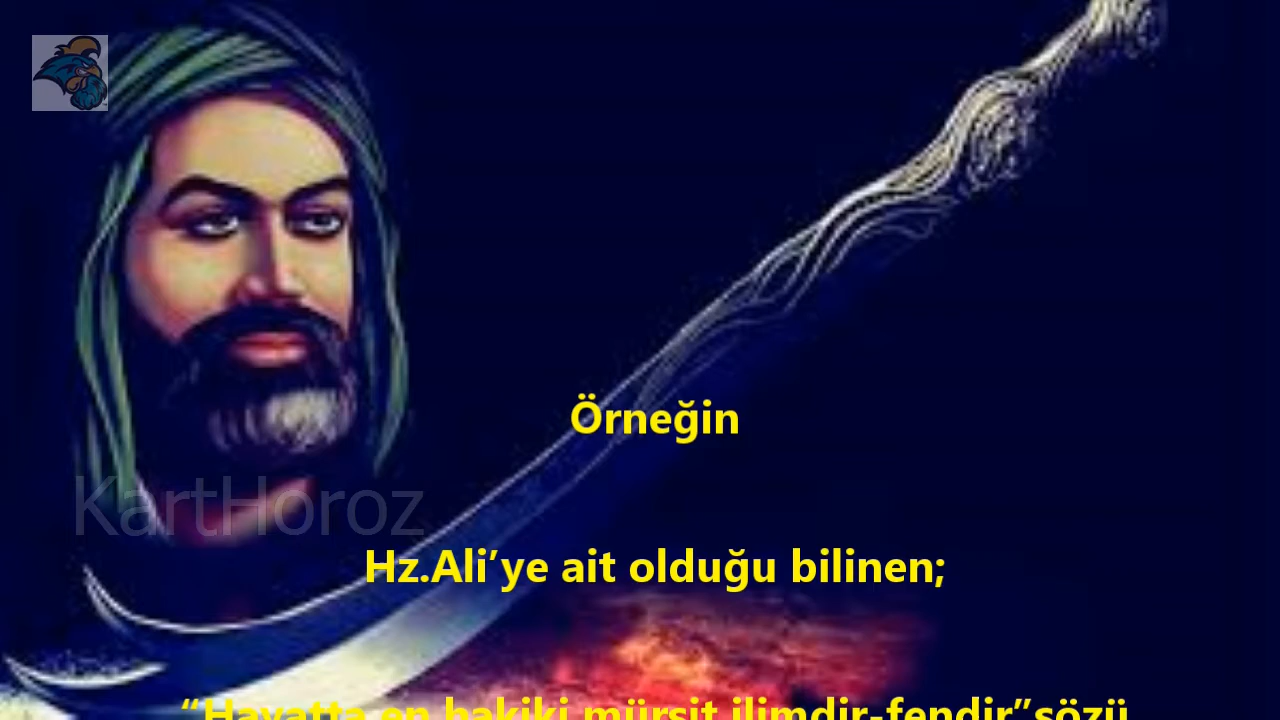 Örneğin
KartHoroz
Hz.Ali’ye ait olduğu bilinen;
“Hayatta en hakiki mürşit ilimdir-fendir”sözü